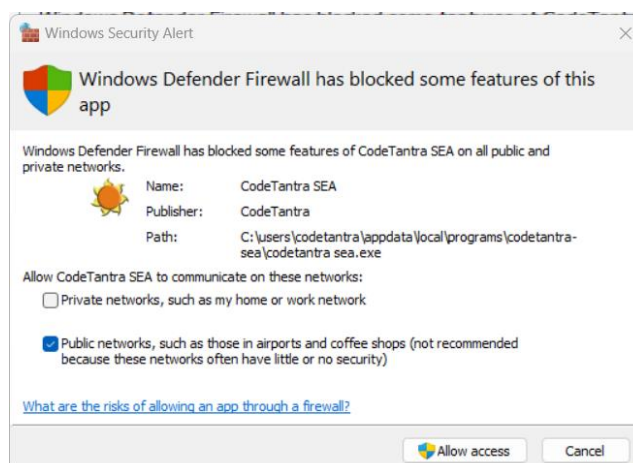 Windows Security Alert
Windows Defender Firewall has blocked some features of this
app
Windows Defender Firewall has blocked some features of CodeTantra SEA on all public and
private networks.
Name: CodeTantra SEA
Publisher: CodeTantra
Path: C:\users\codetantra\appdata\local\programs\codetantra-
sea\codetantra sea.exe
Allow CodeTantra SEA to communicate on these networks:
Private networks, such as my home or work network
Public networks, such as those in airports and coffee shops (not recommended
because these networks often have little or no security)
What are the risks of allowing an app through a firewall?
Allow access Cancel